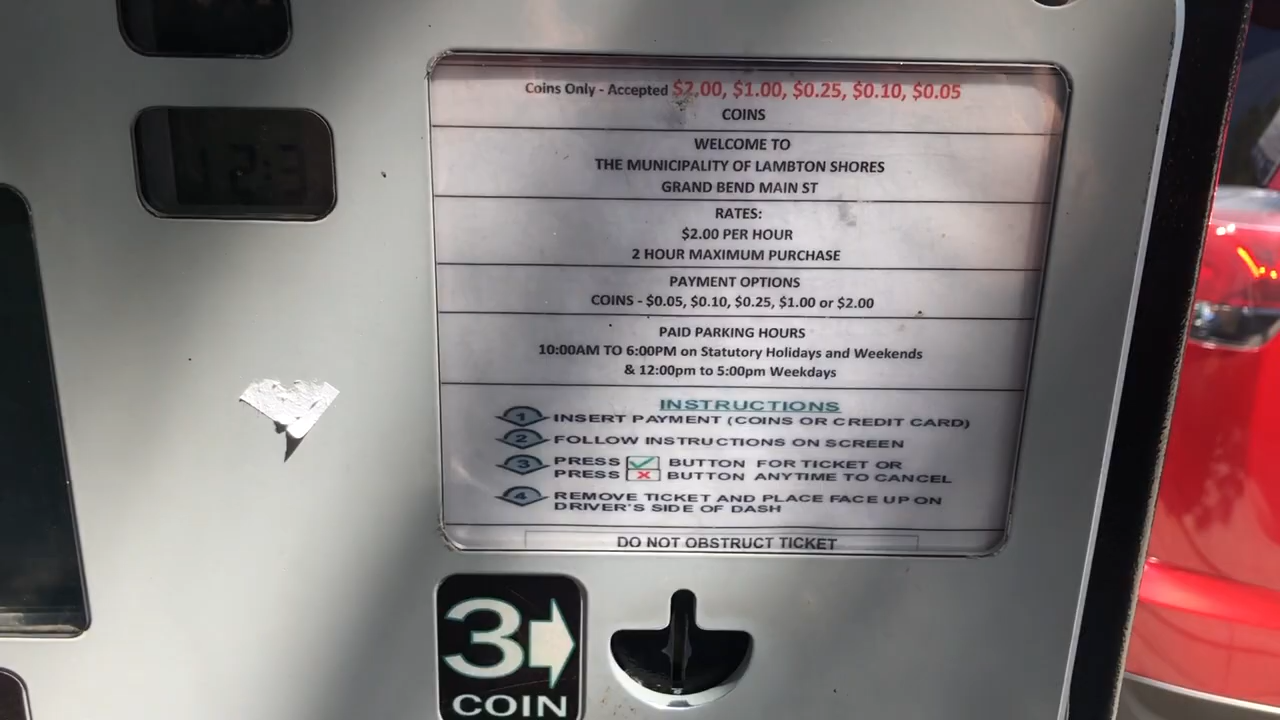 Coins Only - Accepted $2.00, $1.00, $0.25, $0.10, $0.05
COINS
WELCOME TO
THE MUNICIPALITY OF LAMBTON SHORES
GRAND BEND MAIN ST
RATES:
$2.00 PER HOUR
2 HOUR MAXIMUM PURCHASE
PAYMENT OPTIONS
COINS - $0.05, $0.10, $0.25, $1.00 or $2.00
PAID PARKING HOURS
10:00AM TO 6:00PM on Statutory Holidays and Weekends
& 12:00pm to 5:00pm Weekdays
INSTRUCTIONS
1 INSERT PAYMENT (COINS OR CREDIT CARD)
2 FOLLOW INSTRUCTIONS ON SCREEN
3 PRESS ✓ BUTTON FOR TICKET OR
PRESS X BUTTON ANYTIME TO CANCEL
4 REMOVE TICKET AND PLACE FACE UP ON
DRIVER'S SIDE OF DASH
DO NOT OBSTRUCT TICKET
3
COIN